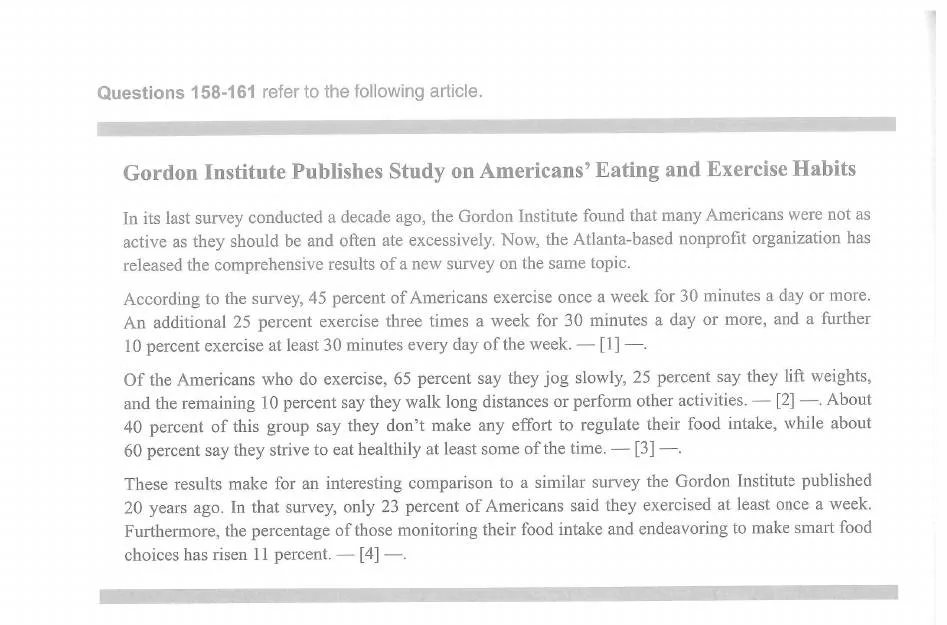 Questions 158-161 refer to the following article.
Gordon Institute Publishes Study on Americans' Eating and Exercise Habits
In its last survey conducted a decade ago, the Gordon Institute found that many Americans were not as
active as they should be and often ate excessively. Now, the Atlanta-based nonprofit organization has
released the comprehensive results of a new survey on the same topic.
According to the survey, 45 percent of Americans exercise once a week for 30 minutes a day or more.
An additional 25 percent exercise three times a week for 30 minutes a day or more, and a further
10 percent exercise at least 30 minutes every day of the week. — [1] —.
Of the Americans who do exercise, 65 percent say they jog slowly, 25 percent say they lift weights,
and the remaining 10 percent say they walk long distances or perform other activities. — [2] —. About
40 percent of this group say they don't make any effort to regulate their food intake, while about
60 percent say they strive to eat healthily at least some of the time. — [3] —.
These results make for an interesting comparison to a similar survey the Gordon Institute published
20 years ago. In that survey, only 23 percent of Americans said they exercised at least once a week.
Furthermore, the percentage of those monitoring their food intake and endeavoring to make smart food
choices has risen 11 percent. — [4] —.